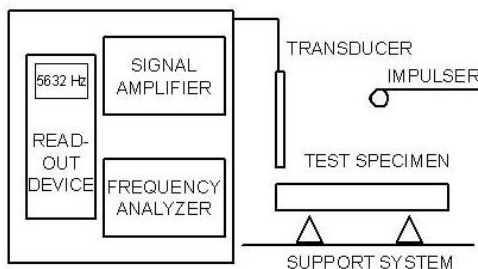 5632 Hz
READ-
OUT
DEVICE
SIGNAL
AMPLIFIER
FREQUENCY
ANALYZER
TRANSDUCER
IMPULSER
TEST SPECIMEN
SUPPORT SYSTEM